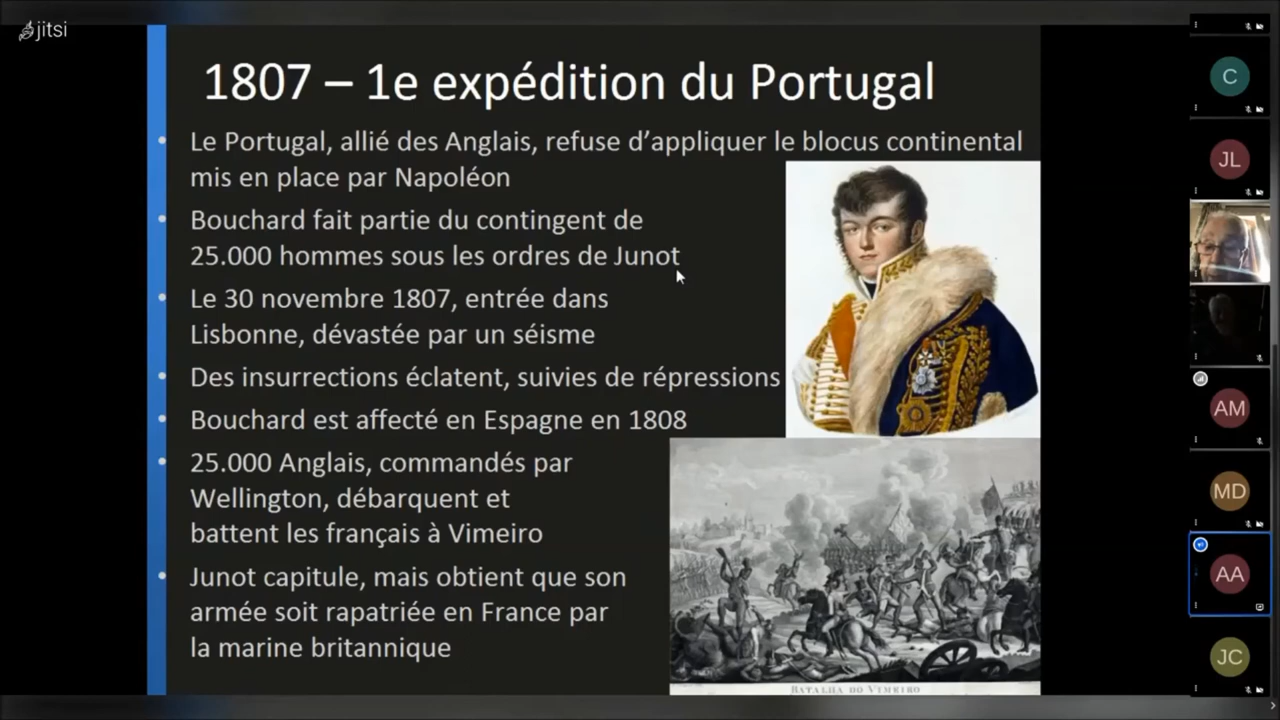 jitsi
1807 – 1e expédition du Portugal
Le Portugal, allié des Anglais, refuse d’appliquer le blocus continental
mis en place par Napoléon
Bouchard fait partie du contingent de
25.000 hommes sous les ordres de Junot
Le 30 novembre 1807, entrée dans
Lisbonne, dévastée par un séisme
Des insurrections éclatent, suivies de répressions
Bouchard est affecté en Espagne en 1808
25.000 Anglais, commandés par
Wellington, débarquent et
battent les français à Vimeiro
Junot capitule, mais obtient que son
armée soit rapatriée en France par
la marine britannique
BATALHA DO VIMEIRO
C
JL
AM
MD
AA
JC